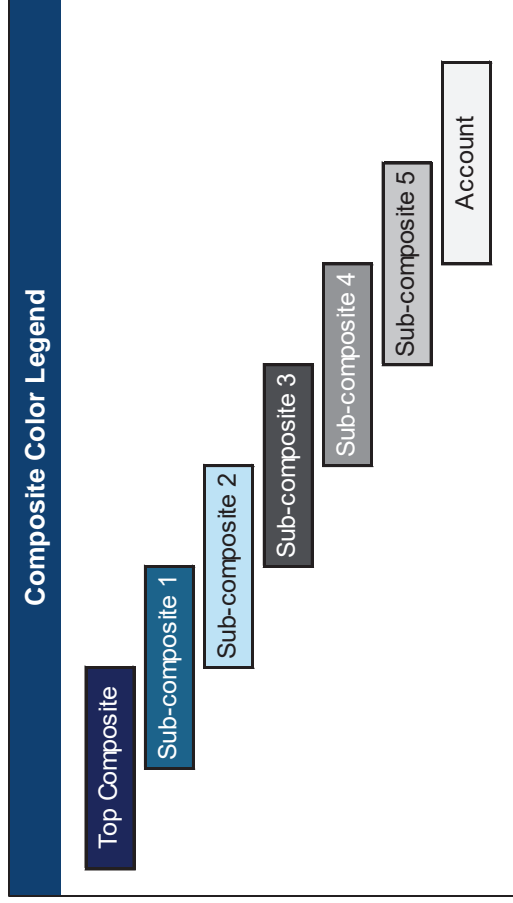 Composite Color Legend
Top Composite
Sub-composite 1
Sub-composite 2
Sub-composite 3
Sub-composite 4
Sub-composite 5
Account